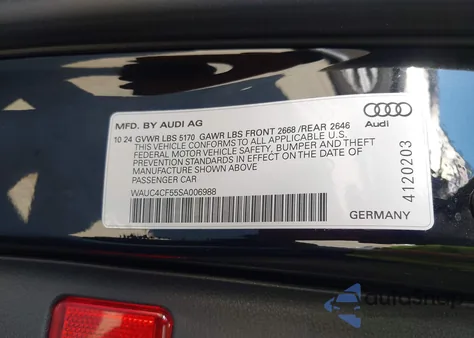 MFD. BY AUDI AG
10 24 GVWR LBS 5170 GAWR LBS FRONT 2668 /REAR 2646
THIS VEHICLE CONFORMS TO ALL APPLICABLE U.S.
FEDERAL MOTOR VEHICLE SAFETY, BUMPER AND THEFT
PREVENTION STANDARDS IN EFFECT ON THE DATE OF
MANUFACTURE SHOWN ABOVE
PASSENGER CAR
WAUC4CF55SA006988
Audi
4120203
GERMANY
autoshop